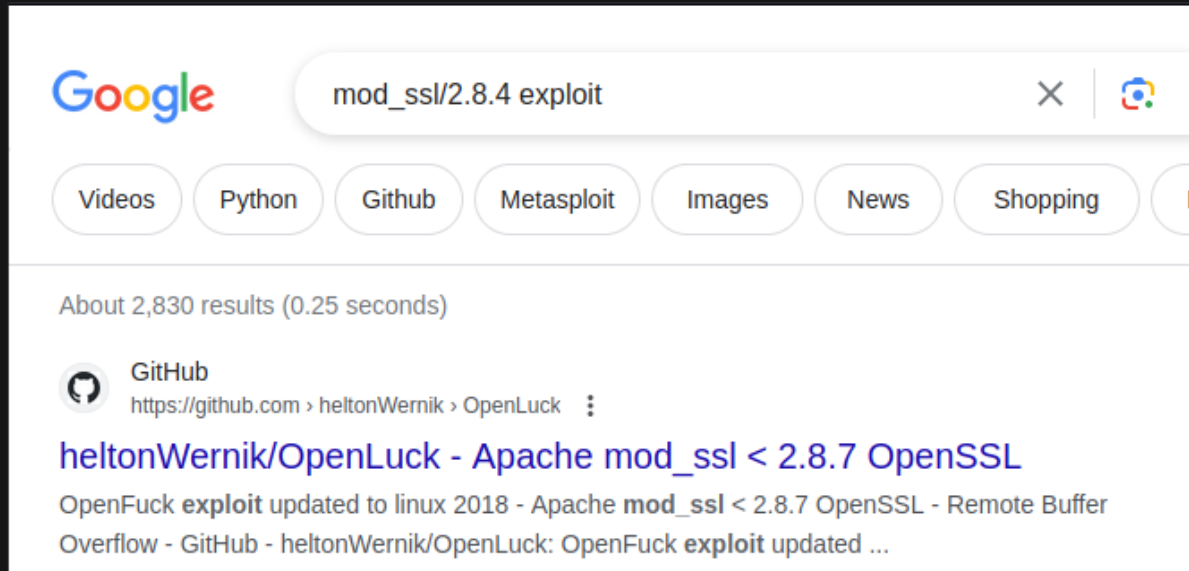 Google
mod_ssl/2.8.4 exploit
Videos Python Github Metasploit Images News Shopping
About 2,830 results (0.25 seconds)
GitHub
https://github.com › heltonWernik › OpenLuck
heltonWernik/OpenLuck - Apache mod_ssl < 2.8.7 OpenSSL
OpenFuck exploit updated to linux 2018 - Apache mod_ssl < 2.8.7 OpenSSL - Remote Buffer
Overflow - GitHub - heltonWernik/OpenLuck: OpenFuck exploit updated ...